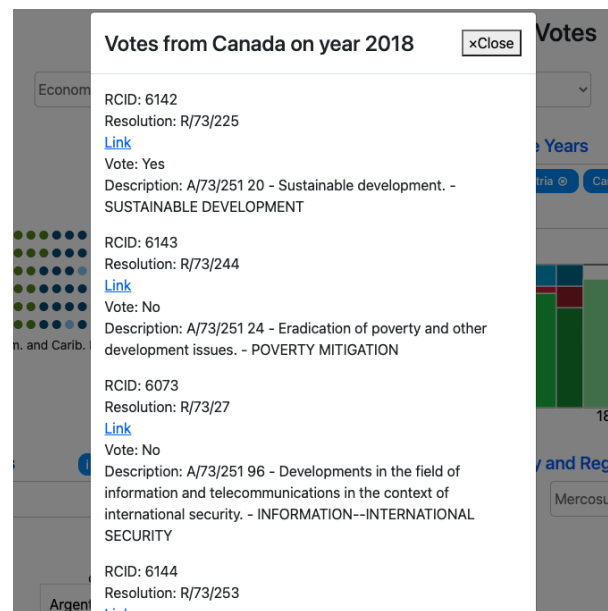 Votes from Canada on year 2018
×Close
Votes
Econom
RCID: 6142
Resolution: R/73/225
Link
Vote: Yes
Description: A/73/251 20 - Sustainable development. -
SUSTAINABLE DEVELOPMENT
e Years
tria ⊗
Ca
RCID: 6143
Resolution: R/73/244
Link
Vote: No
Description: A/73/251 24 - Eradication of poverty and other
development issues. - POVERTY MITIGATION
m. and Carib.
18
RCID: 6073
Resolution: R/73/27
Link
Vote: No
Description: A/73/251 96 - Developments in the field of
information and telecommunications in the context of
international security. - INFORMATION--INTERNATIONAL
SECURITY
s
i
y and Reg
Mercosu
RCID: 6144
Resolution: R/73/253
Argent